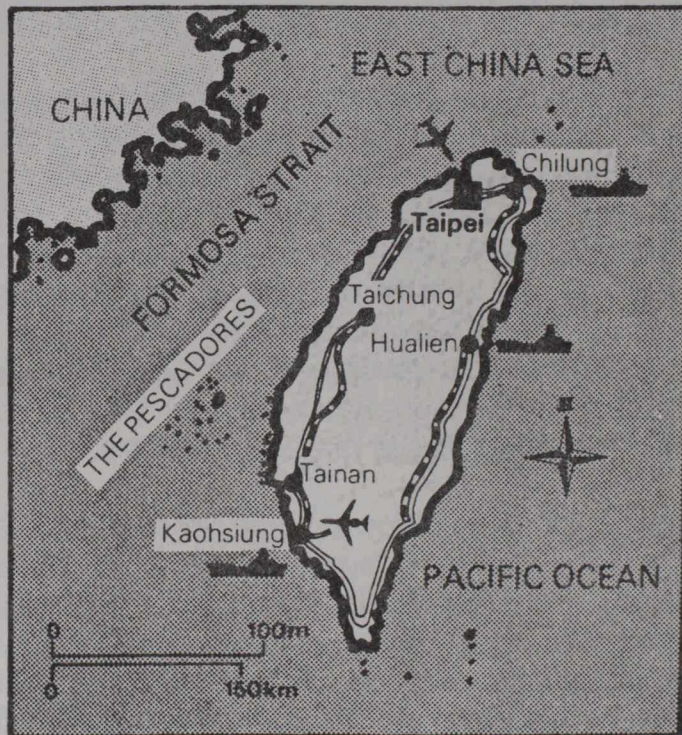 EAST CHINA SEA
CHINA
Chilung
FORMOSA STRAIT
Taipei
Taichung
Hualien
THE PESCADORES
N
Tainan
Kaohsiung
PACIFIC OCEAN
0 100m
0 150km